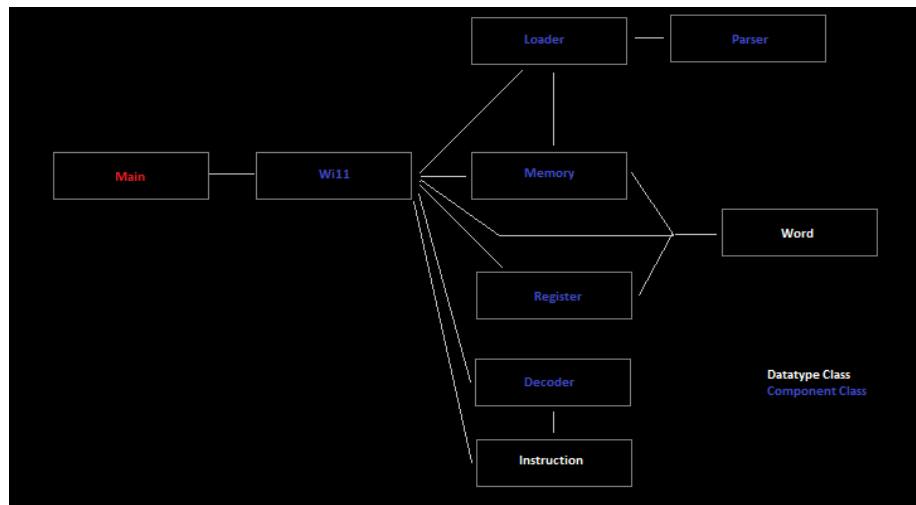 Loader
Parser
Main
Wi11
Memory
Word
Register
Datatype Class
Component Class
Decoder
Instruction